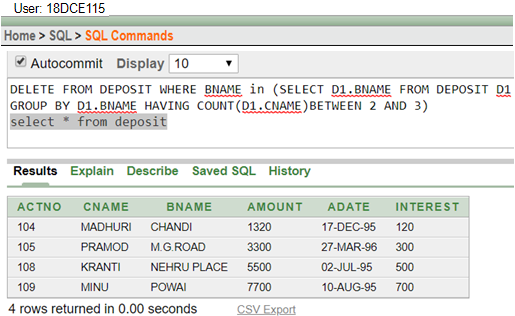 User: 18DCE115
Home > SQL > SQL Commands
Autocommit Display 10
DELETE FROM DEPOSIT WHERE BNAME in (SELECT D1.BNAME FROM DEPOSIT D1
GROUP BY D1.BNAME HAVING COUNT(D1.CNAME)BETWEEN 2 AND 3)
select * from deposit
Results Explain Describe Saved SQL History
ACTNO CNAME BNAME AMOUNT ADATE INTEREST
104 MADHURI CHANDI 1320 17-DEC-95 120
105 PRAMOD M.G.ROAD 3300 27-MAR-96 300
108 KRANTI NEHRU PLACE 5500 02-JUL-95 500
109 MINU POWAI 7700 10-AUG-95 700
4 rows returned in 0.00 seconds CSV Export